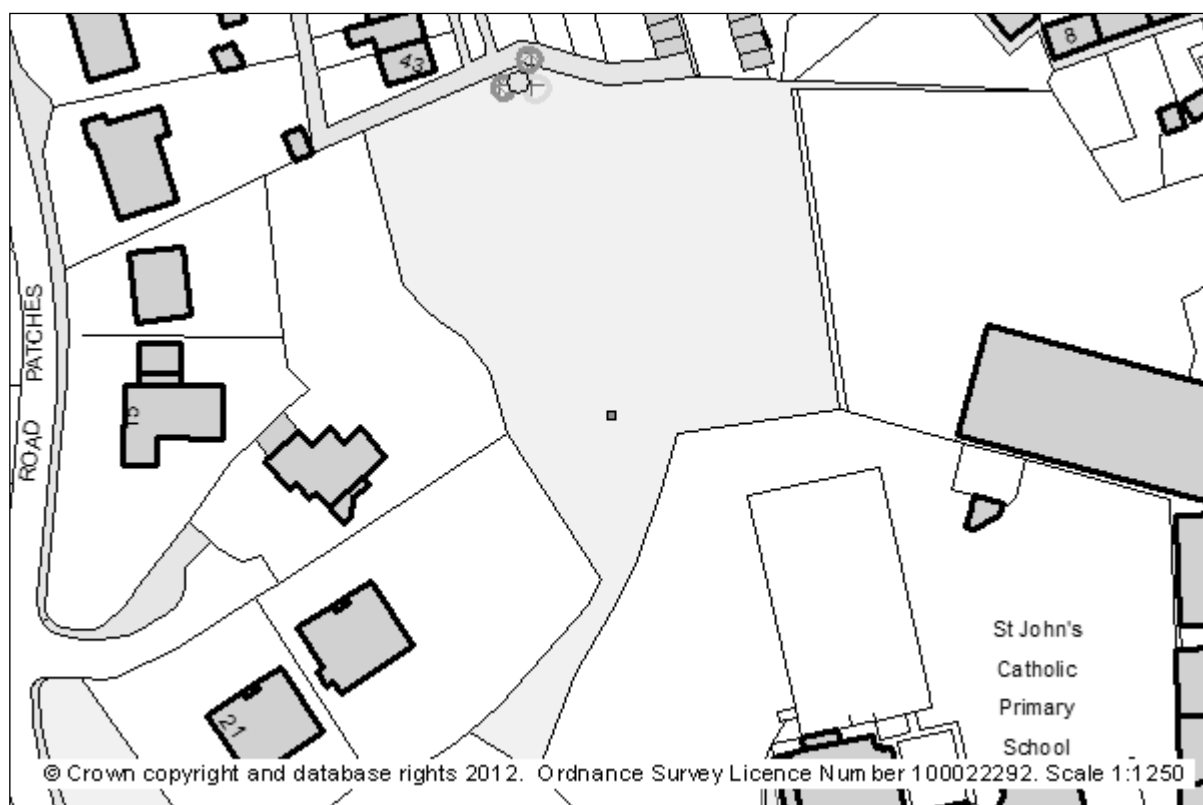 43
8
ROAD PATCHES
15
21
St John's
Catholic
Primary
School
© Crown copyright and database rights 2012. Ordnance Survey Licence Number 100022292. Scale 1:1250